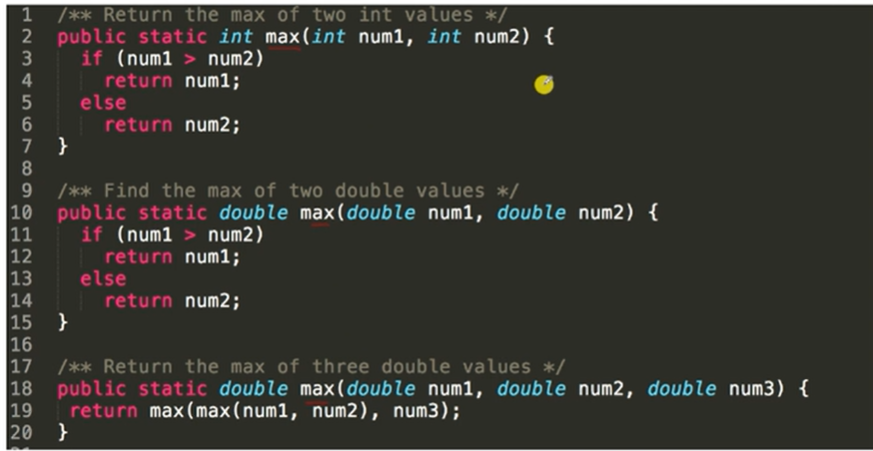 1 /** Return the max of two int values */
2 public static int max(int num1, int num2) {
3 if (num1 > num2)
4 return num1;
5 else
6 return num2;
7 }
8
9 /** Find the max of two double values */
10 public static double max(double num1, double num2) {
11 if (num1 > num2)
12 return num1;
13 else
14 return num2;
15 }
16
17 /** Return the max of three double values */
18 public static double max(double num1, double num2, double num3) {
19 return max(max(num1, num2), num3);
20 }